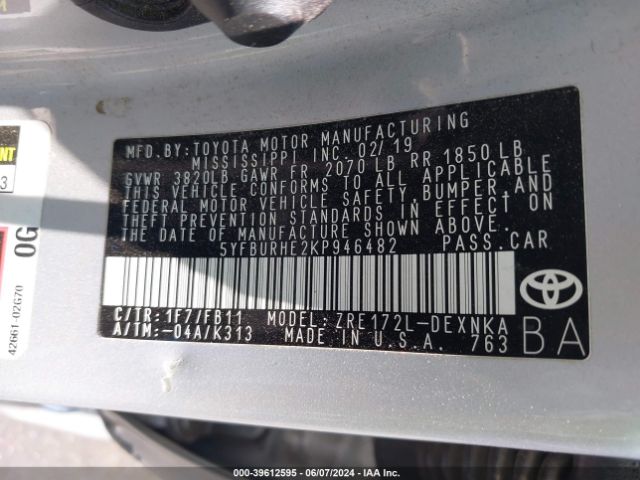 MFD.BY:TOYOTA MOTOR MANUFACTURING
MISSISSIPPI INC. 02/19
GVWR 3820LB GAWR FR 2070 LB RR 1850 LB
THIS VEHICLE CONFORMS TO ALL APPLICABLE
FEDERAL MOTOR VEHICLE SAFETY,BUMPER,AND
THEFT PREVENTION STANDARDS IN EFFECT ON
THE DATE OF MANUFACTURE SHOWN ABOVE.
5YFBURHE2KP946482 PASS.CAR
C/TR: 1F7/FB11 MODEL: ZRE172L-DEXNKA
A/TM:-04A/K313 MADE IN U.S.A. 763
BA
TOYOTA
0G
42661-02G70
000-39612595 - 06/07/2024 - IAA Inc.